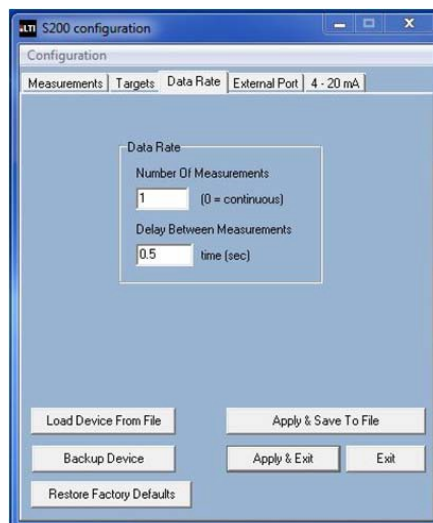 LTI S200 configuration
Configuration
Measurements Targets Data Rate External Port 4 - 20 mA
Data Rate
Number Of Measurements
1 (0 = continuous)
Delay Between Measurements
0.5 time (sec)
Load Device From File Apply & Save To File
Backup Device Apply & Exit Exit
Restore Factory Defaults